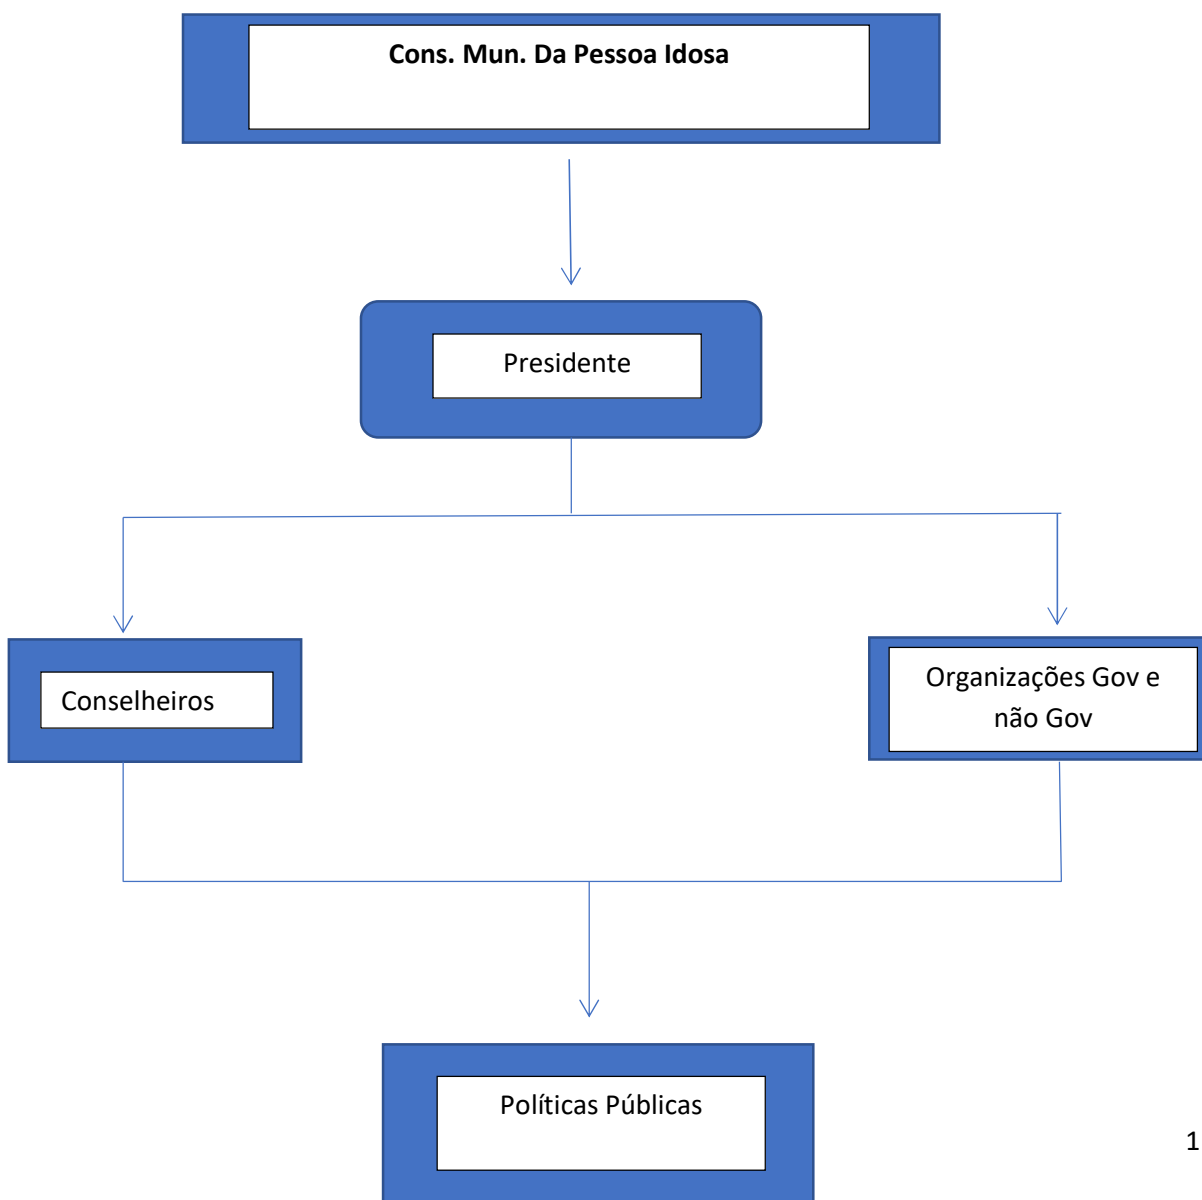 Cons. Mun. Da Pessoa Idosa
Presidente
Conselheiros
Organizações Gov e
não Gov
Políticas Públicas
1